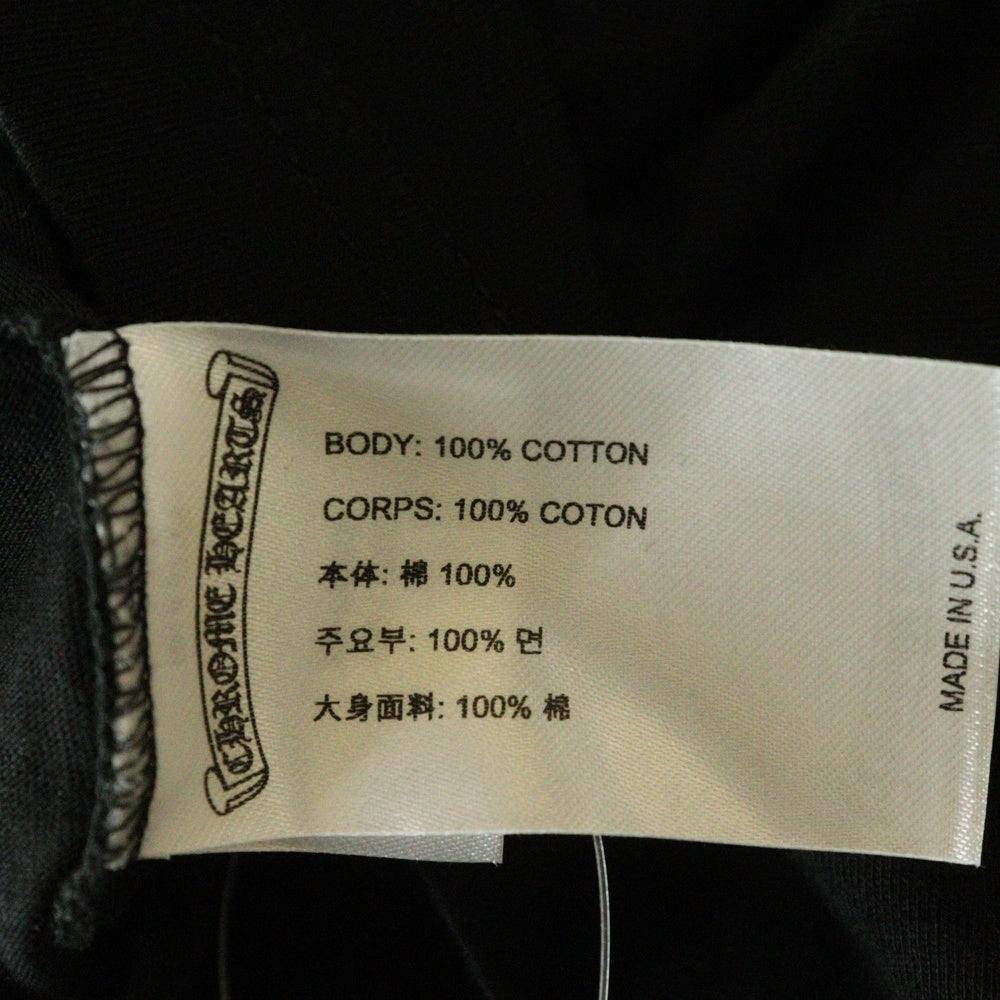 CHROME HEARTS
BODY: 100% COTTON
CORPS: 100% COTON
本体: 棉 100%
주요부: 100% 면
大身面料: 100% 棉
MADE IN U.S.A.